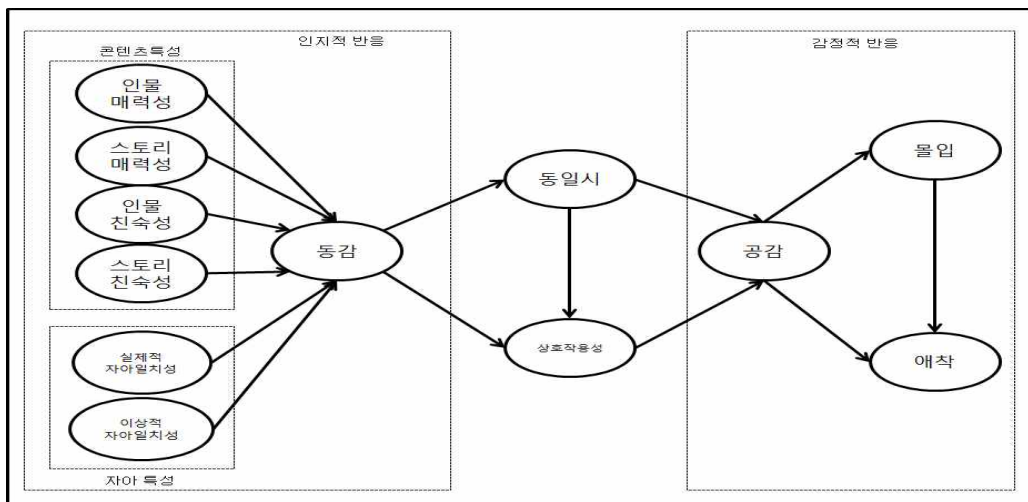 인지적 반응
감정적 반응
콘텐츠특성
인물
매력성
스토리
매력성
인물
친숙성
스토리
친숙성
실제적
자아일치성
이상적
자아일치성
자아 특성
동감
동일시
상호작용성
공감
몰입
애착